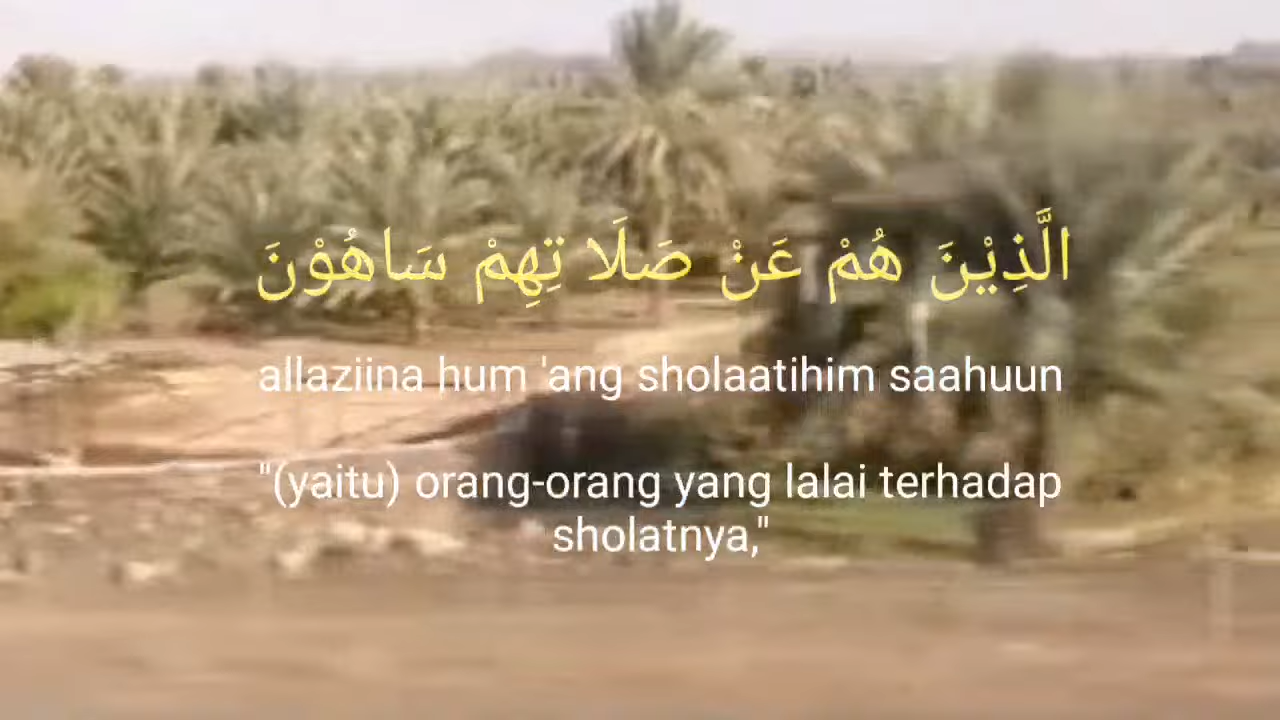 الَّذِيْنَ هُمْ عَنْ صَلَا تِهِمْ سَاهُوْنَ
allaziina hum 'ang sholaatihim saahuun
"(yaitu) orang-orang yang lalai terhadap
sholatnya,"